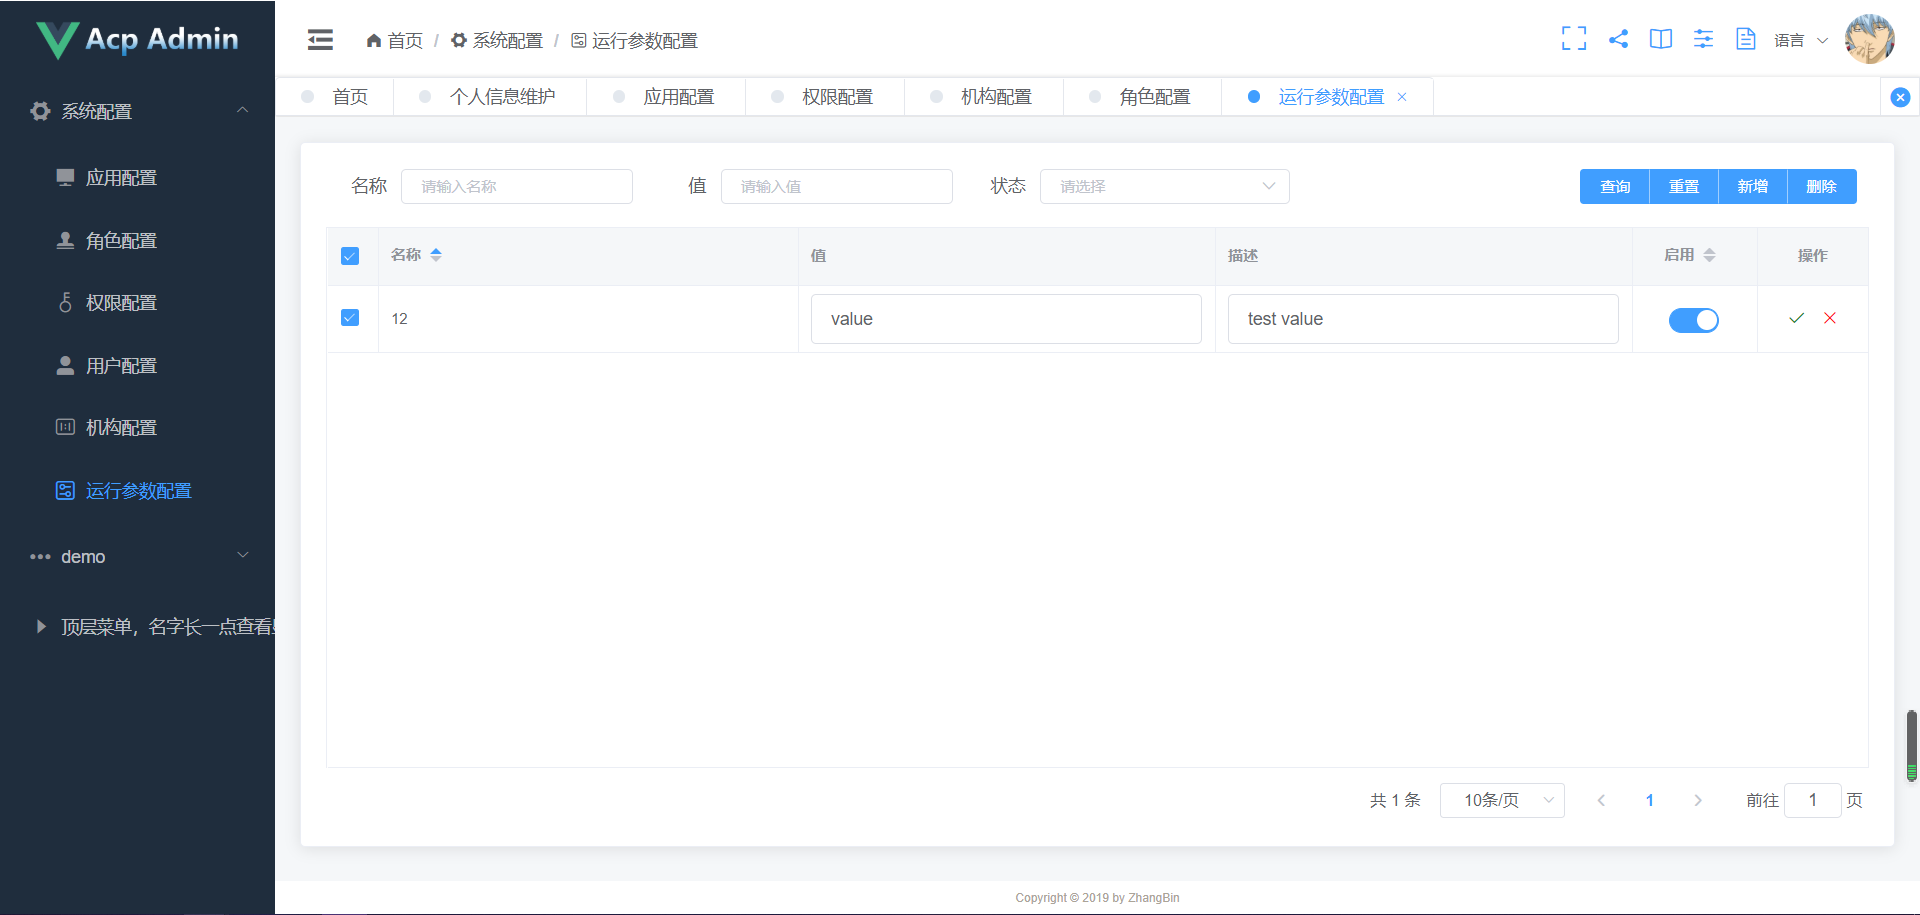 Acp Admin
首页 / 系统配置 / 运行参数配置
语言
首页
个人信息维护
应用配置
权限配置
机构配置
角色配置
运行参数配置
系统配置
应用配置
角色配置
权限配置
用户配置
机构配置
运行参数配置
demo
顶层菜单，名字长一点查看
名称 请输入名称 值 请输入值 状态 请选择 查询 重置 新增 删除
名称 值 描述 启用 操作
12 value test value
共 1 条 10条/页 1 前往 1 页
Copyright © 2019 by ZhangBin